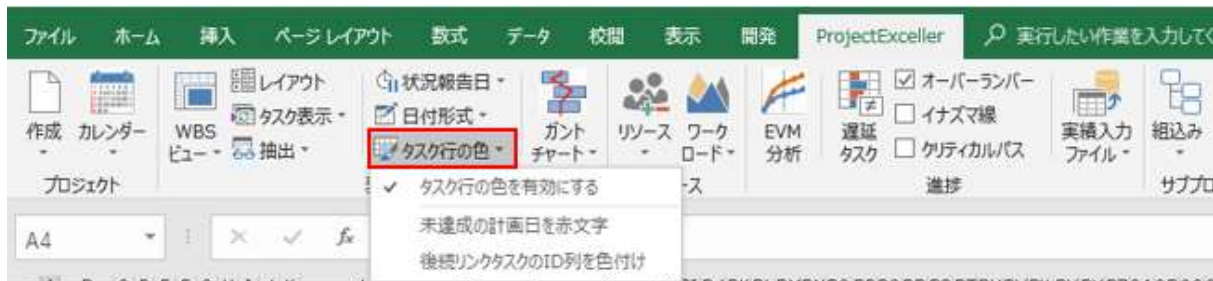 ファイル ホーム 挿入 ページ レイアウト 数式 データ 校閲 表示 開発 ProjectExceller 実行したい作業を入力してく
作成 カレンダー WBS ビュー レイアウト タスク表示 抽出
状況報告日 日付形式 タスク行の色
ガント チャート リソース ワーク ロード EVM 分析 遅延 タスク
オーバーランバー イナズマ線 クリティカルパス
実績入力 ファイル 組込み
プロジェクト ース 進捗 サブプロ
タスク行の色を有効にする
未達成の計画日を赤文字
後続リンクタスクのID列を色付け
A4 fx